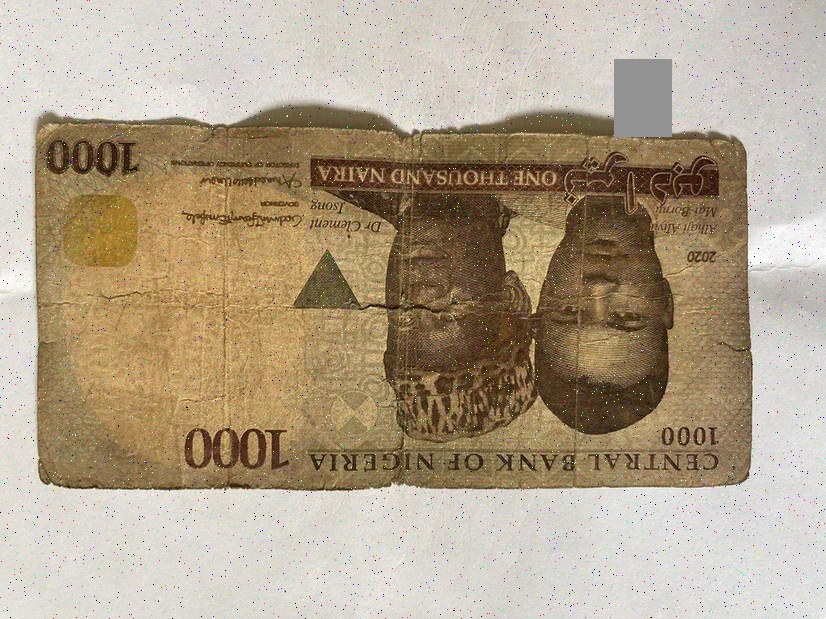 CENTRAL BANK OF NIGERIA
1000
1000
2020
Alhaji Aliyu
Mai-Bornu
Dr Clement
Isong
GOVERNOR
DIRECTOR OF CURRENCY OPERATIONS
ONE THOUSAND NAIRA
1000